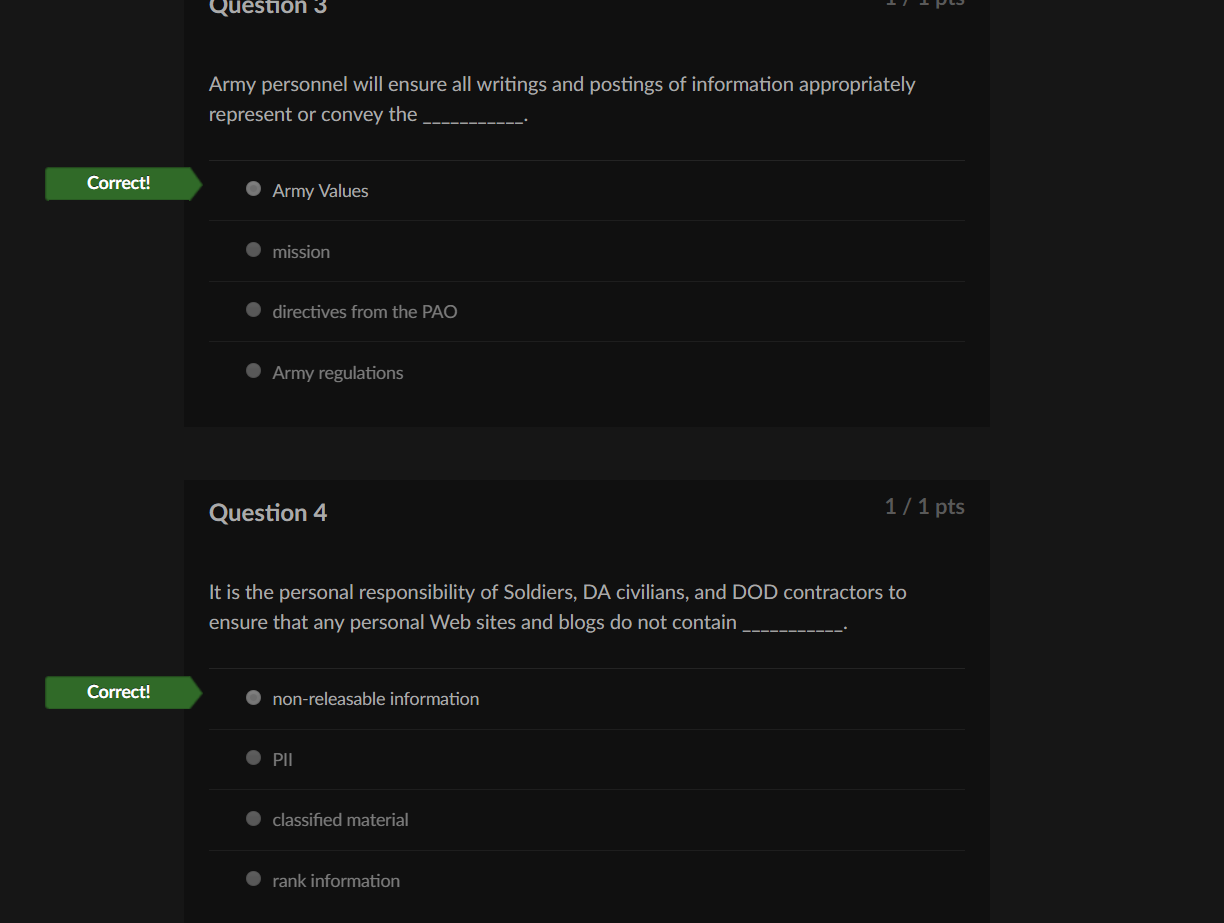 Question 3
1 / 1 pts
Army personnel will ensure all writings and postings of information appropriately
represent or convey the ___________.
Correct!
Army Values
mission
directives from the PAO
Army regulations
Question 4
1 / 1 pts
It is the personal responsibility of Soldiers, DA civilians, and DOD contractors to
ensure that any personal Web sites and blogs do not contain ___________.
Correct!
non-releasable information
PII
classified material
rank information